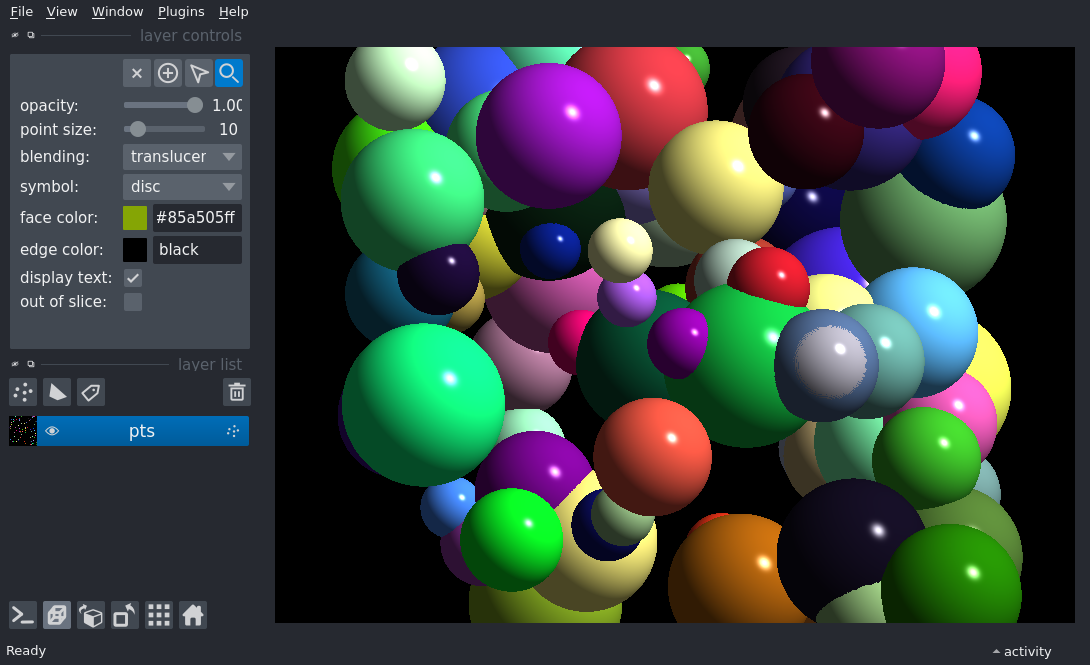 File View Window Plugins Help
layer controls
opacity: 1.00
point size: 10
blending: translucen
symbol: disc
face color: #85a505ff
edge color: black
display text:
out of slice:
layer list
pts
Ready
activity